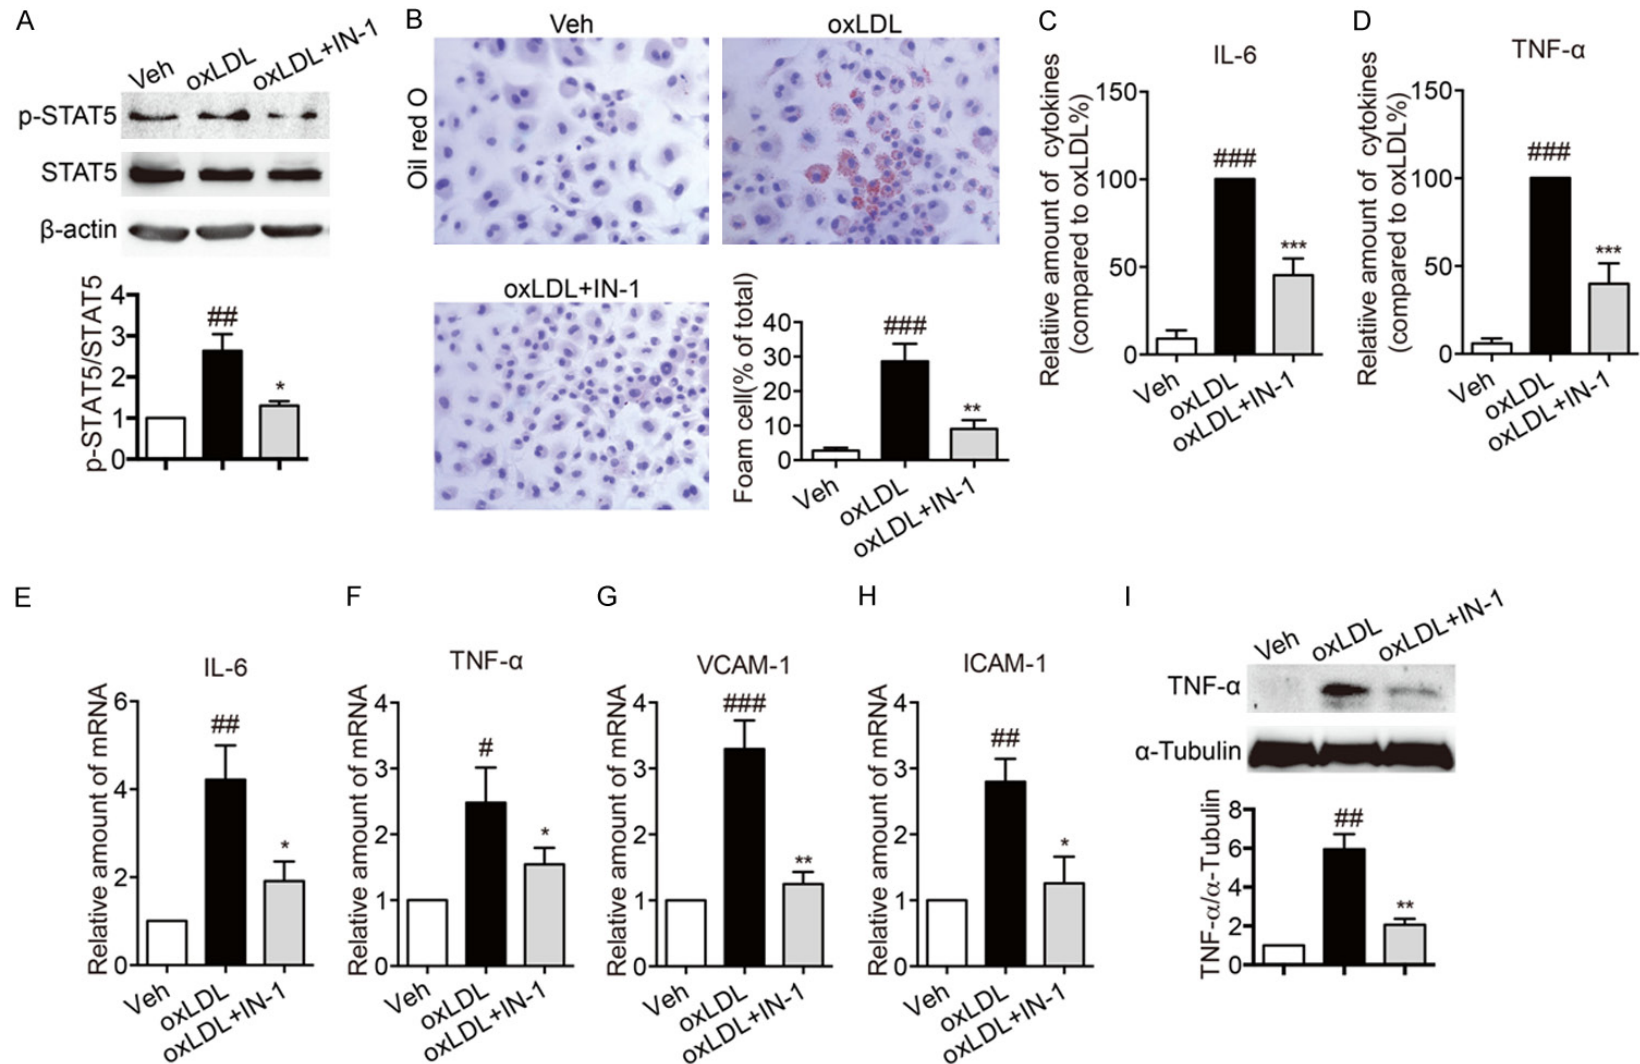 A
Veh
oxLDL
oxLDL+IN-1
p-STAT5
STAT5
β-actin
p-STAT5/STAT5
4
3
2
1
0
##
*
B
Veh
oxLDL
Oil red O
oxLDL+IN-1
Foam cell(% of total)
40
30
20
10
0
###
**
Veh
oxLDL
oxLDL+IN-1
C
IL-6
Relative amount of cytokines
(compared to oxLDL%)
150
100
50
0
###
***
Veh
oxLDL
oxLDL+IN-1
D
TNF-α
Relative amount of cytokines
(compared to oxLDL%)
150
100
50
0
###
***
Veh
oxLDL
oxLDL+IN-1
E
IL-6
Relative amount of mRNA
6
4
2
0
##
*
Veh
oxLDL
oxLDL+IN-1
F
TNF-α
Relative amount of mRNA
4
3
2
1
0
#
*
Veh
oxLDL
oxLDL+IN-1
G
VCAM-1
Relative amount of mRNA
4
3
2
1
0
###
**
Veh
oxLDL
oxLDL+IN-1
H
ICAM-1
Relative amount of mRNA
4
3
2
1
0
##
*
Veh
oxLDL
oxLDL+IN-1
I
Veh
oxLDL
oxLDL+IN-1
TNF-α
α-Tubulin
TNF-α/α-Tubulin
8
6
4
2
0
##
**